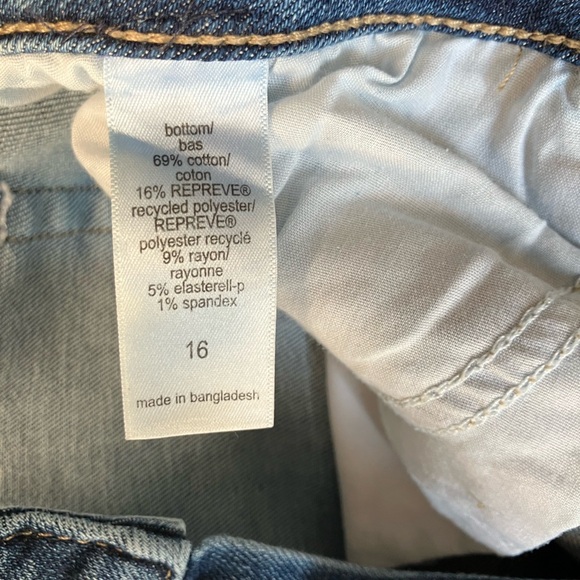 bottom/
bas
69% cotton/
coton
16% REPREVE®
recycled polyester/
REPREVE®
polyester recyclé
9% rayon/
rayonne
5% elasterell-p
1% spandex
16
made in bangladesh